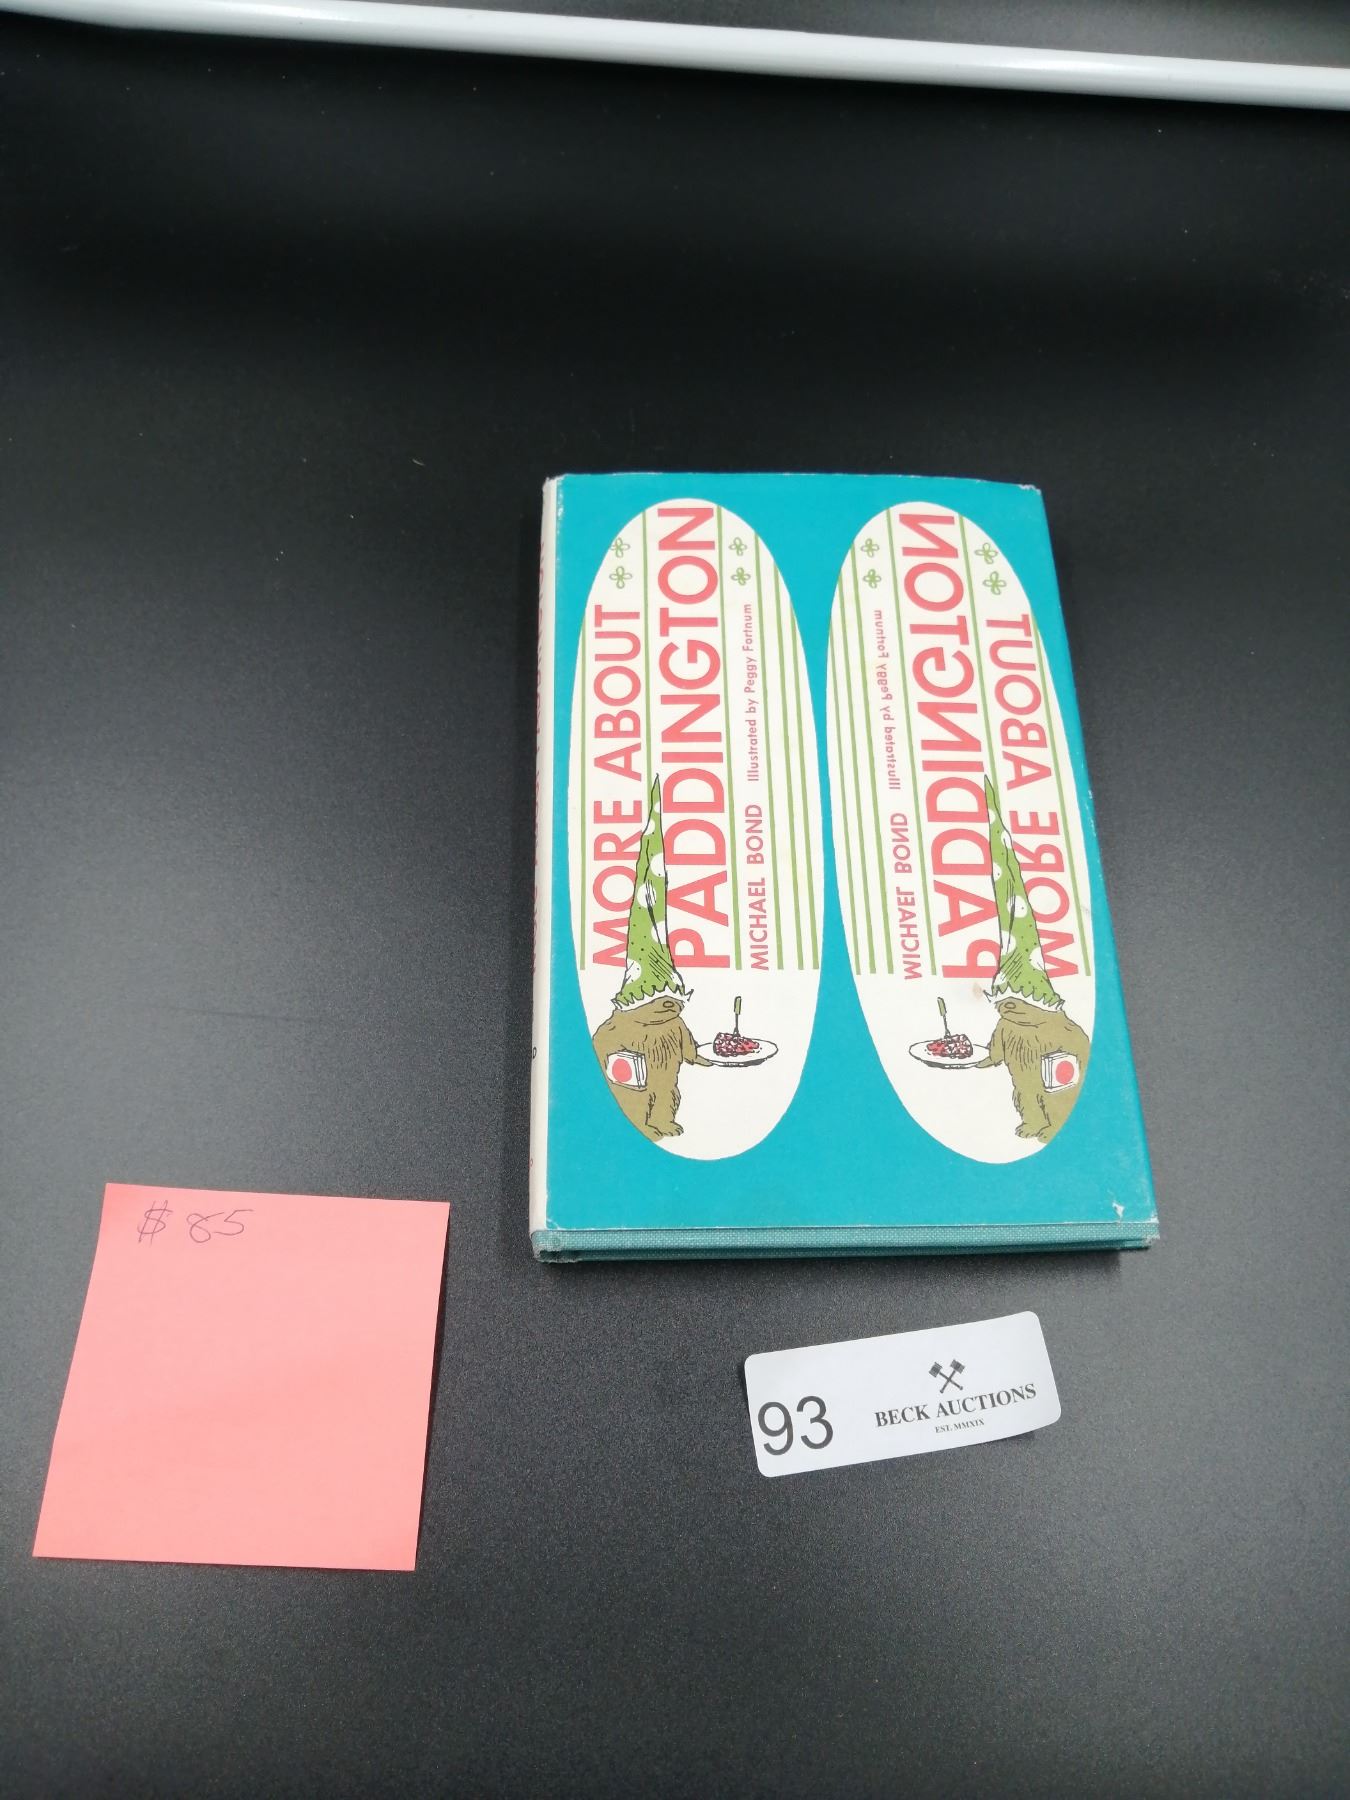 MORE ABOUT
PADDINGTON
MICHAEL BOND Illustrated by Peggy Fortnum
MICHAEL BOND Illustrated by Peggy Fortnum
PADDINGTON
MORE ABOUT
$85
93
BECK AUCTIONS
EST. MMXIX